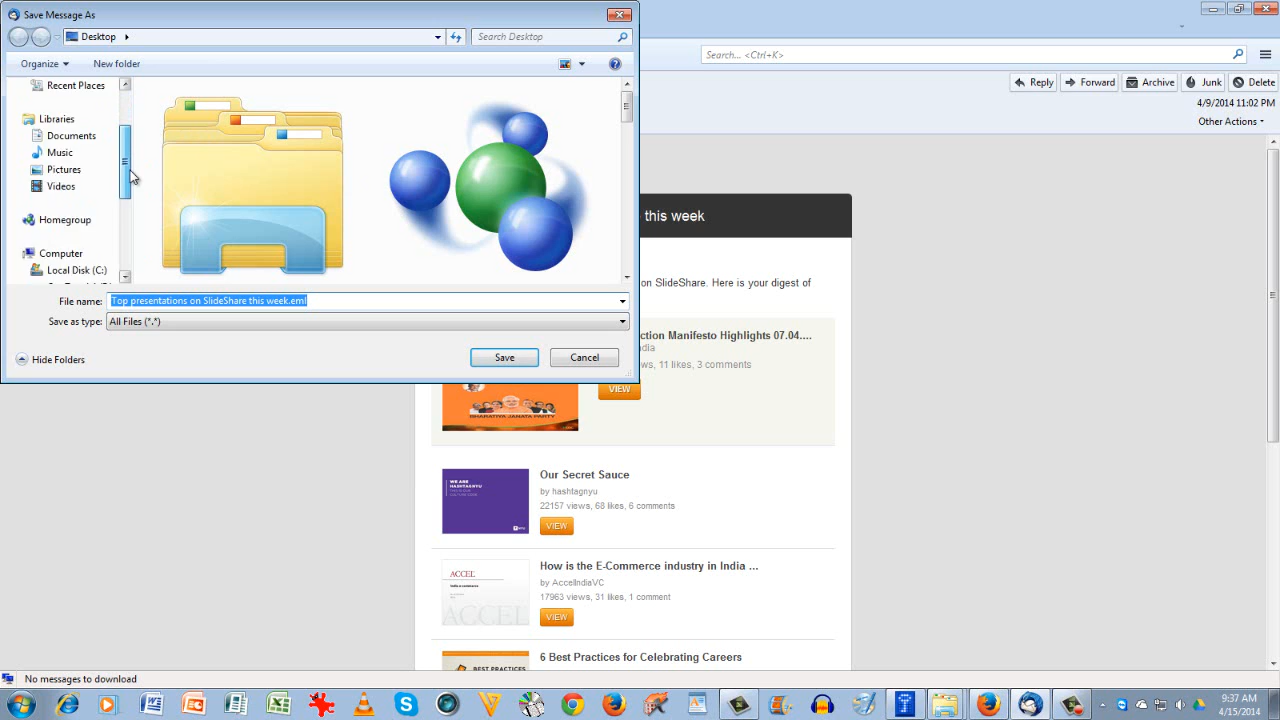 Save Message As
Desktop
Search Desktop
Organize
New folder
Recent Places
Libraries
Documents
Music
Pictures
Videos
Homegroup
Computer
Local Disk (C:)
File name: Top presentations on SlideShare this week.eml
Save as type: All Files (*.*)
Hide Folders
Save
Cancel
Search... <Ctrl+K>
Reply
Forward
Archive
Junk
Delete
4/9/2014 11:02 PM
Other Actions
this week
on SlideShare. Here is your digest of
ction Manifesto Highlights 07.04....
dia
ws, 11 likes, 3 comments
VIEW
BHARATIYA JANATA PARTY
Our Secret Sauce
by hashtagnyu
22157 views, 68 likes, 6 comments
VIEW
WE ARE
HASHTAGNYU
How is the E-Commerce industry in India ...
by AccelIndiaVC
17963 views, 31 likes, 1 comment
VIEW
ACCEL
ACCEL
6 Best Practices for Celebrating Careers
BEST PRACTICES
No messages to download
9:37 AM
4/15/2014